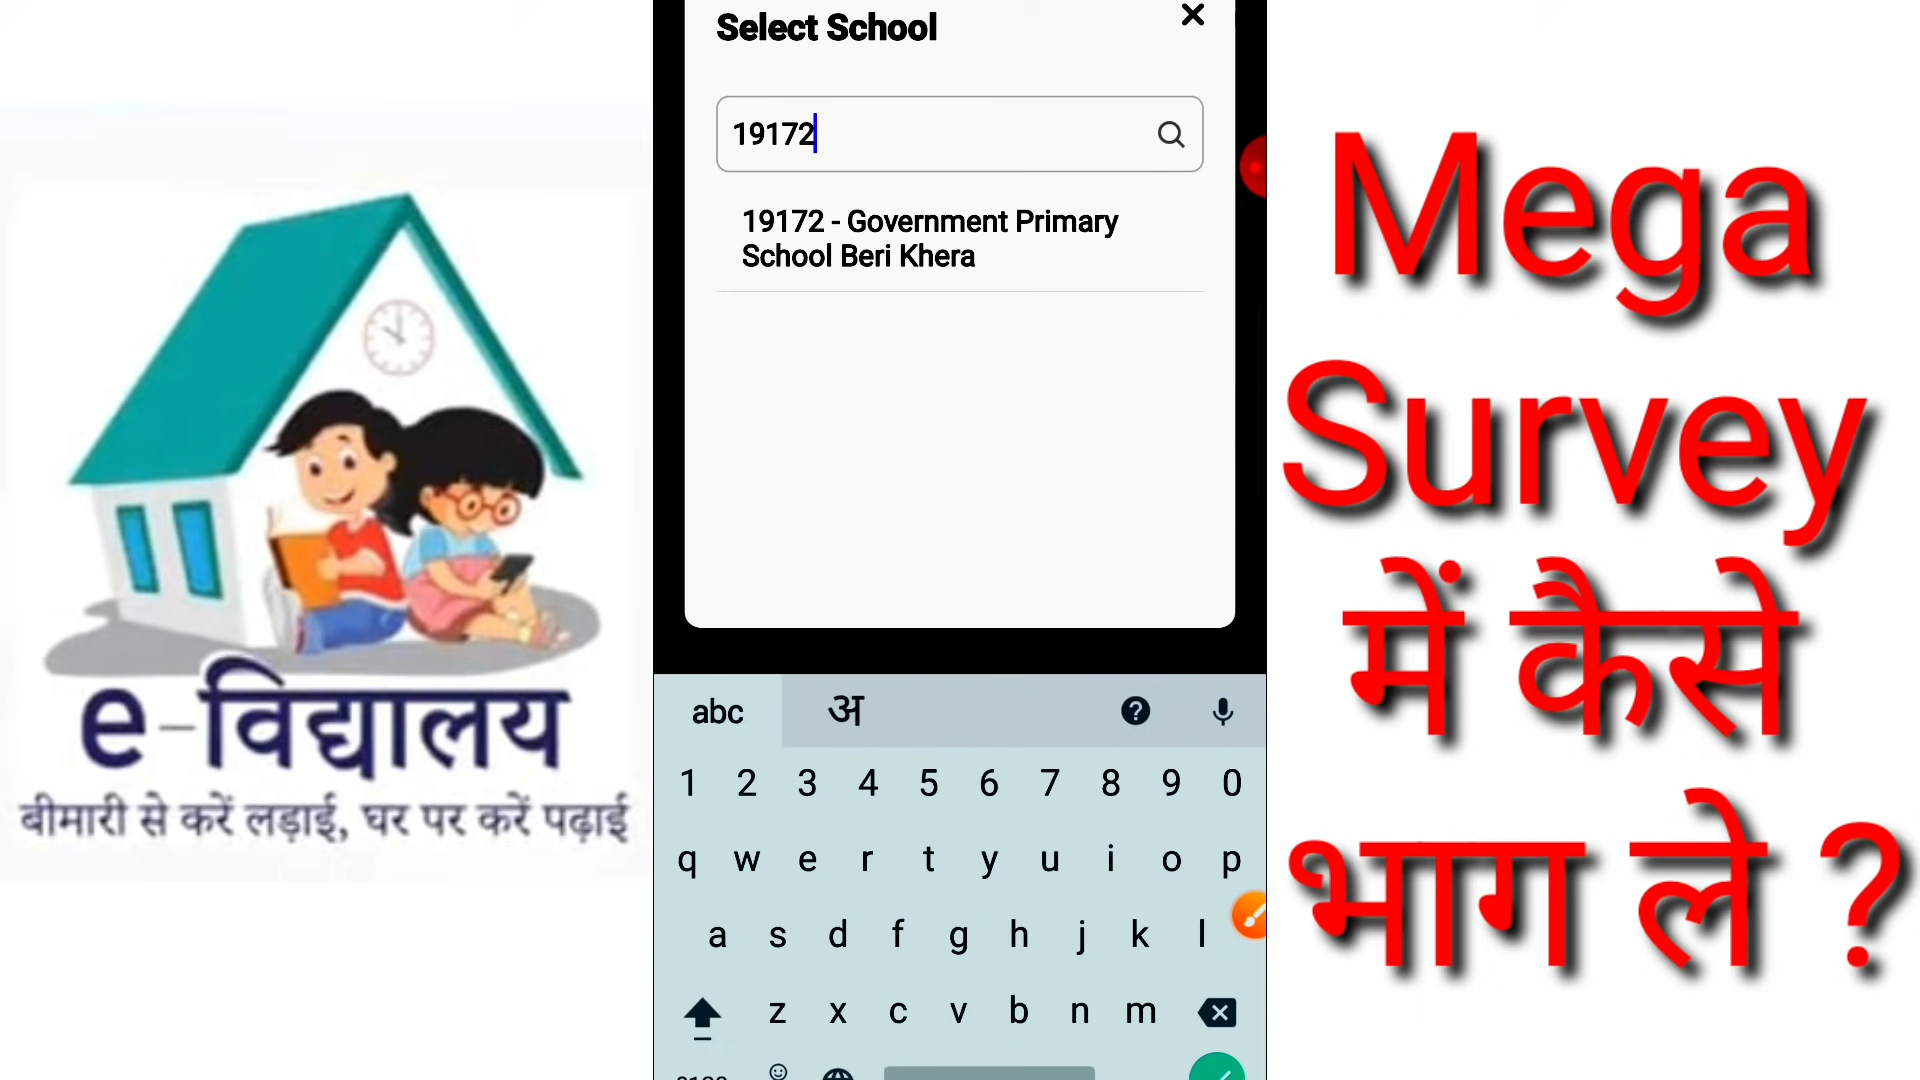 e-विद्यालय
बीमारी से करें लड़ाई, घर पर करें पढ़ाई
Select School
19172
19172 - Government Primary
School Beri Khera
abc अ
1 2 3 4 5 6 7 8 9 0
q w e r t y u i o p
a s d f g h j k l
z x c v b n m
Mega
Survey
में कैसे
भाग ले ?